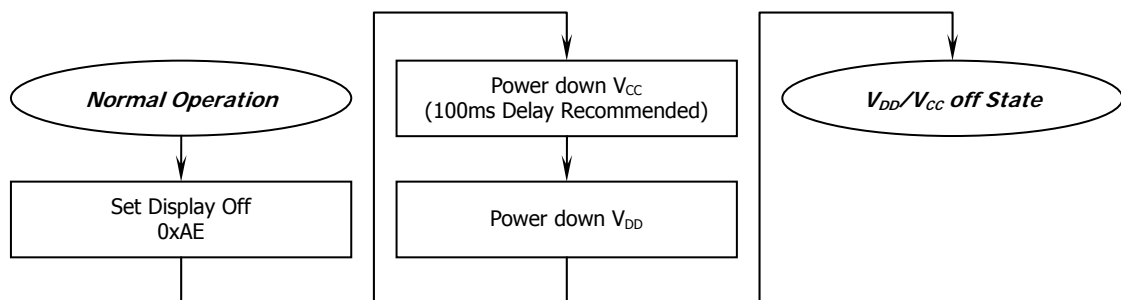 Normal Operation
Set Display Off
0xAE
Power down VCC
(100ms Delay Recommended)
Power down VDD
VDD/VCC off State